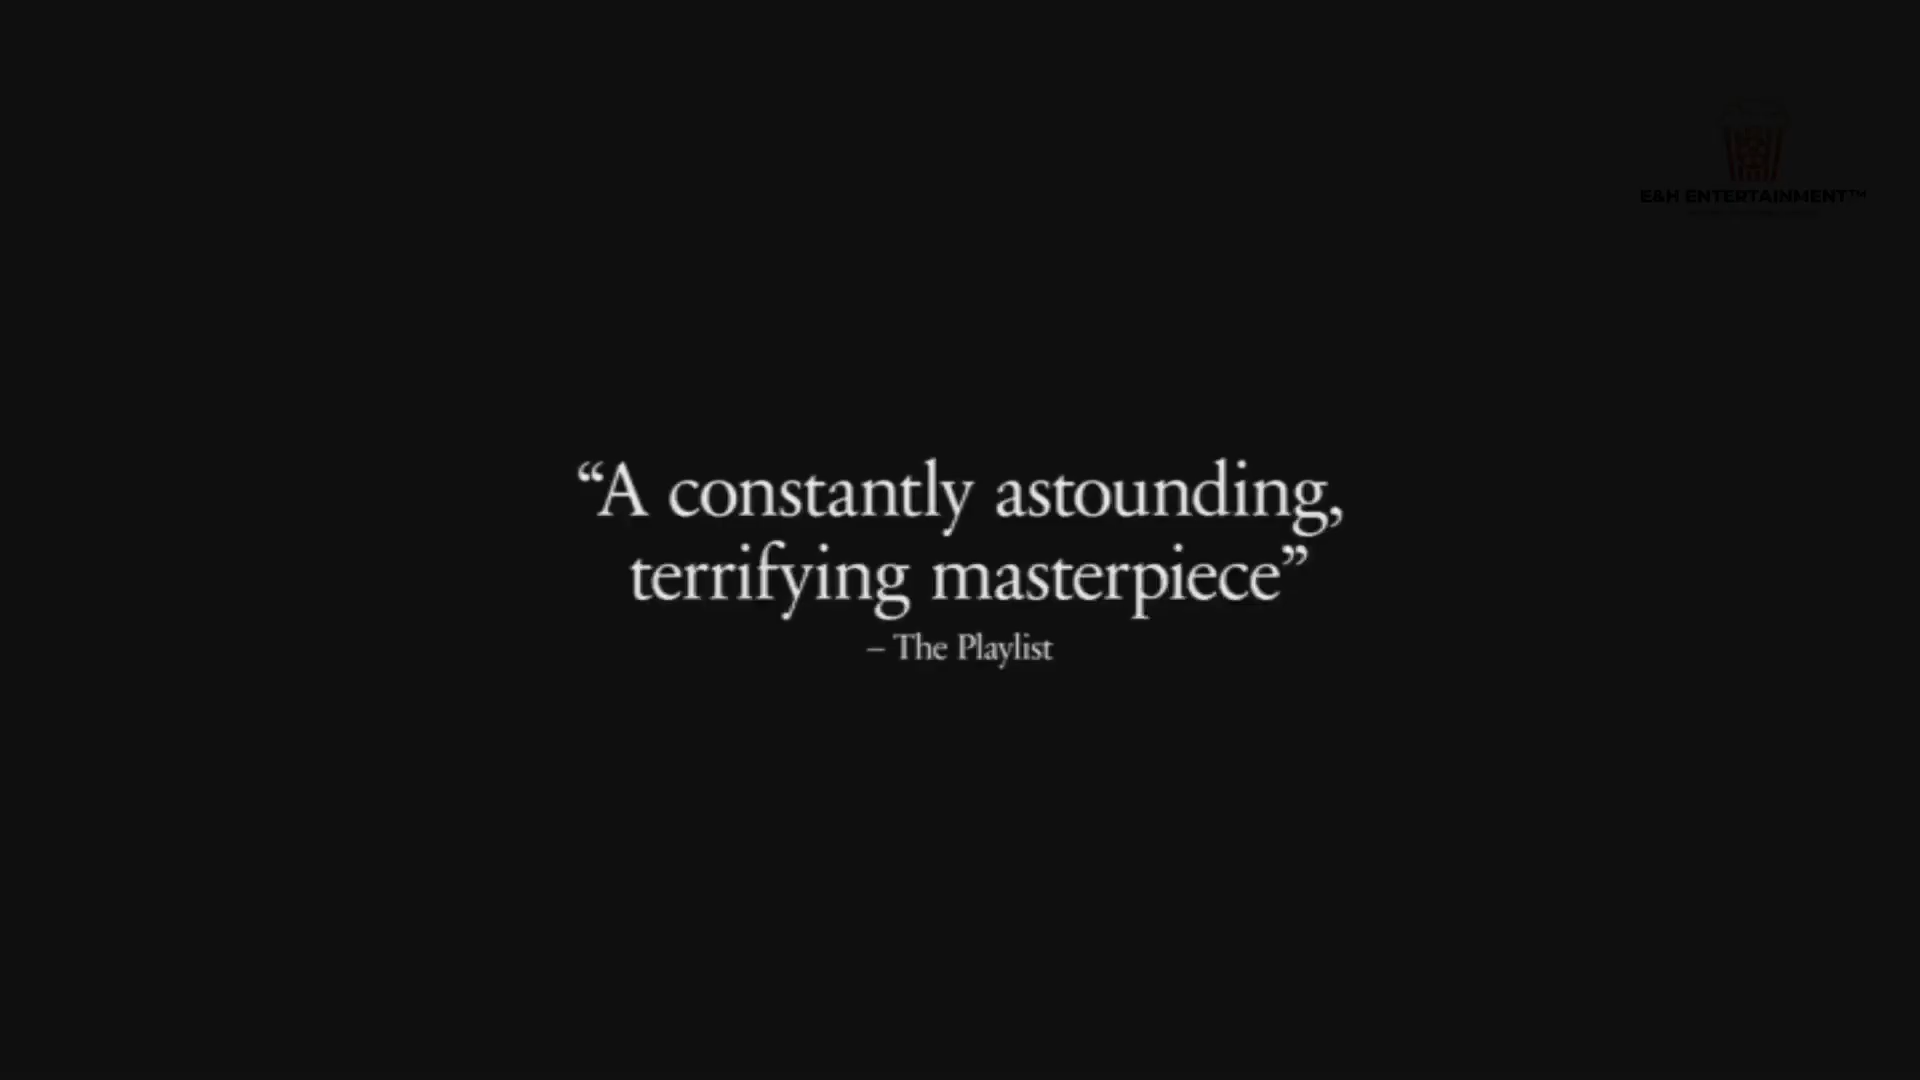 E&H ENTERTAINMENT™
“A constantly astounding,
terrifying masterpiece”
– The Playlist